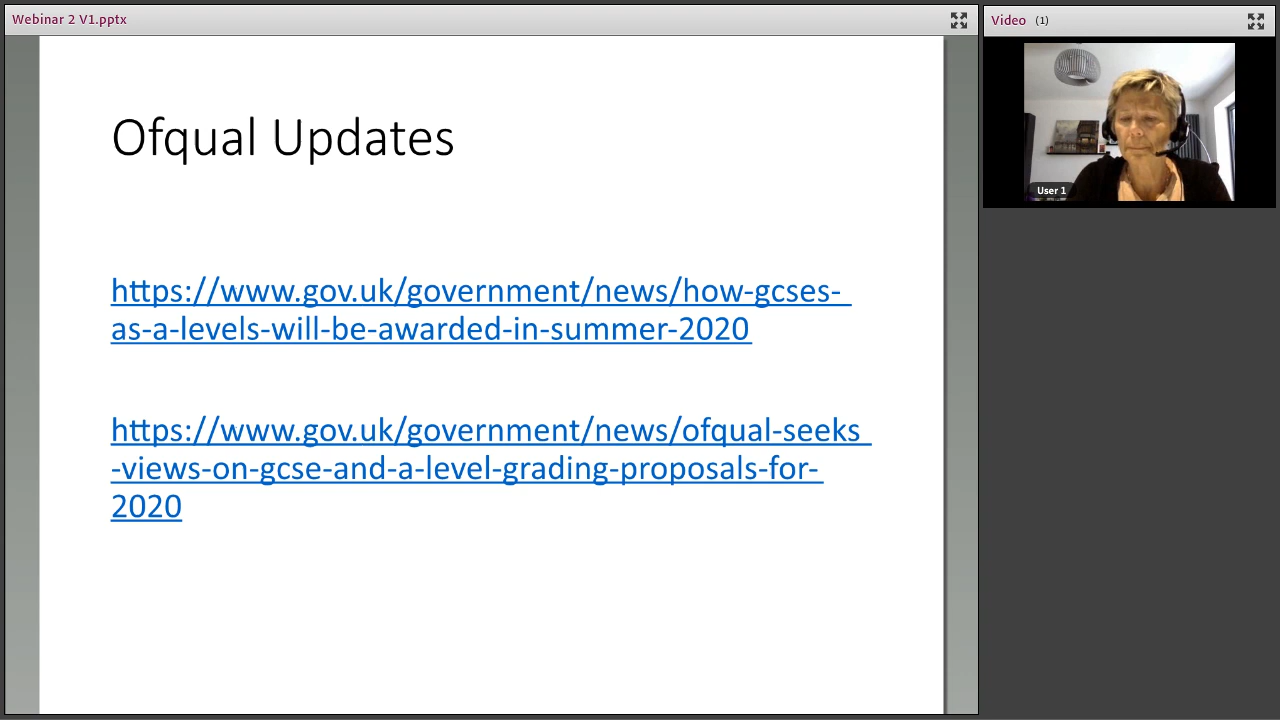 Webinar 2 V1.pptx
Video (1)
Ofqual Updates
https://www.gov.uk/government/news/how-gcses-
as-a-levels-will-be-awarded-in-summer-2020
https://www.gov.uk/government/news/ofqual-seeks
-views-on-gcse-and-a-level-grading-proposals-for-
2020
User 1